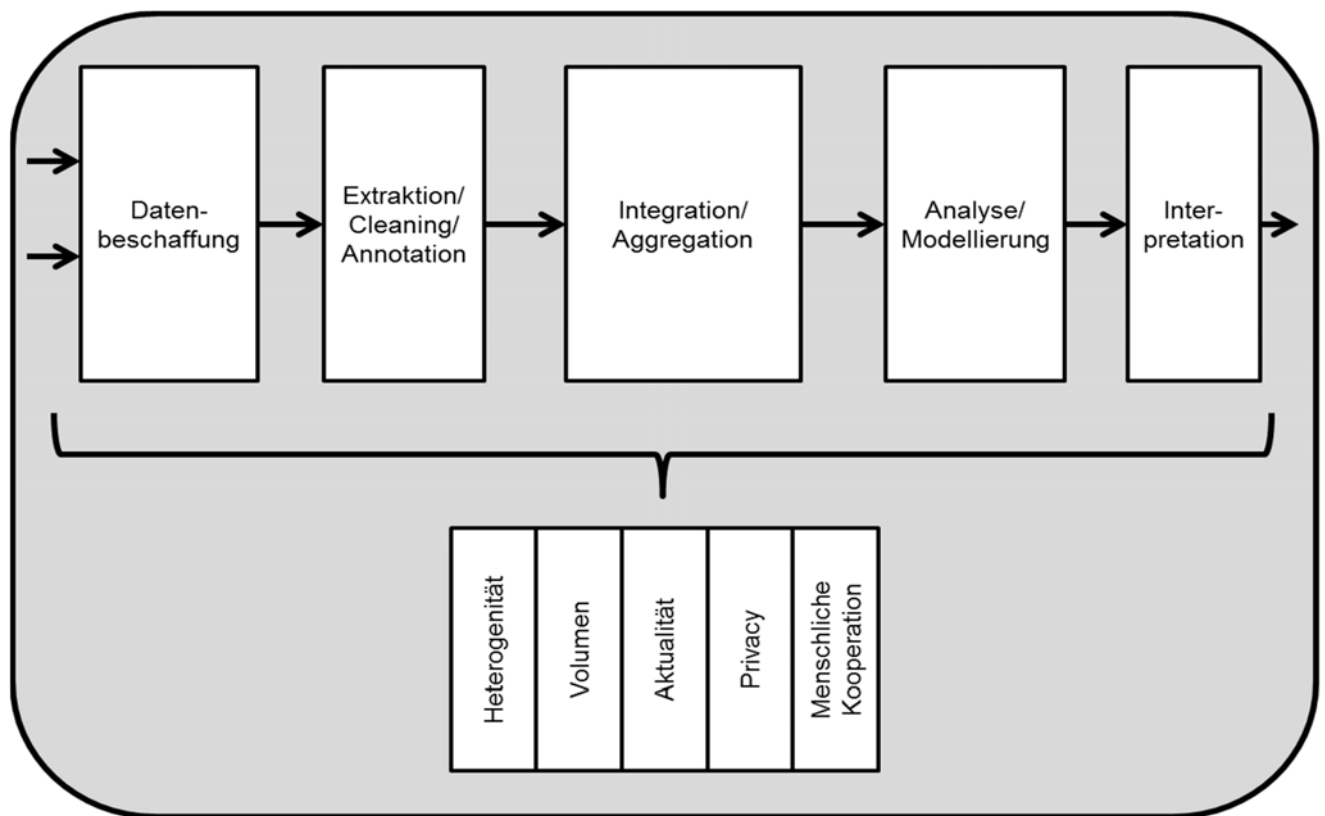 Daten-
beschaffung
Extraktion/
Cleaning/
Annotation
Integration/
Aggregation
Analyse/
Modellierung
Inter-
pretation
Heterogenität
Volumen
Aktualität
Privacy
Menschliche
Kooperation